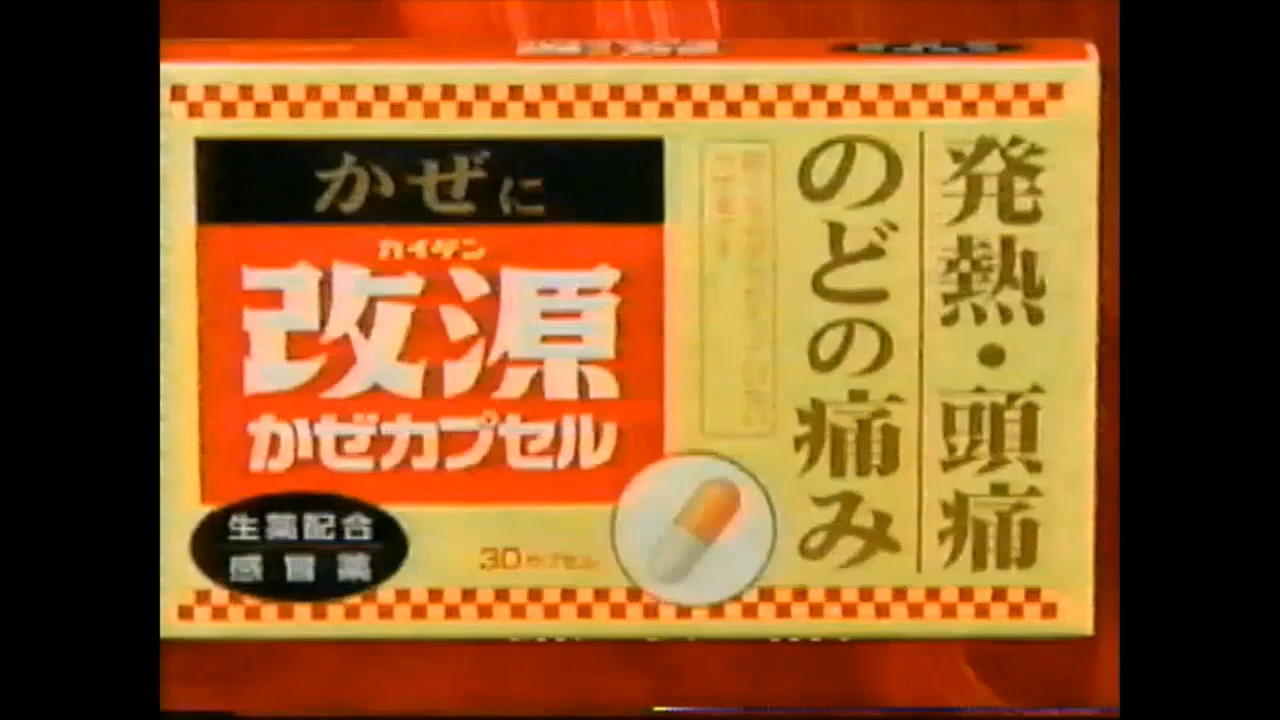 かぜに
カイゲン
改源
かぜカプセル
生薬配合
感冒薬
30カプセル
発熱・頭痛
のどの痛み